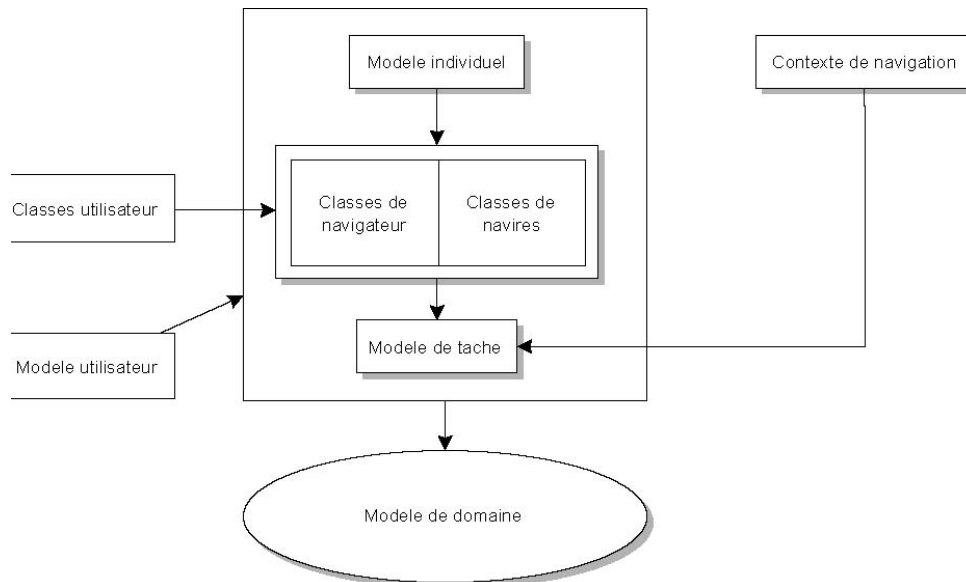 Modele individuel
Contexte de navigation
Classes utilisateur
Classes de
navigateur
Classes de
navires
Modele utilisateur
Modele de tache
Modele de domaine